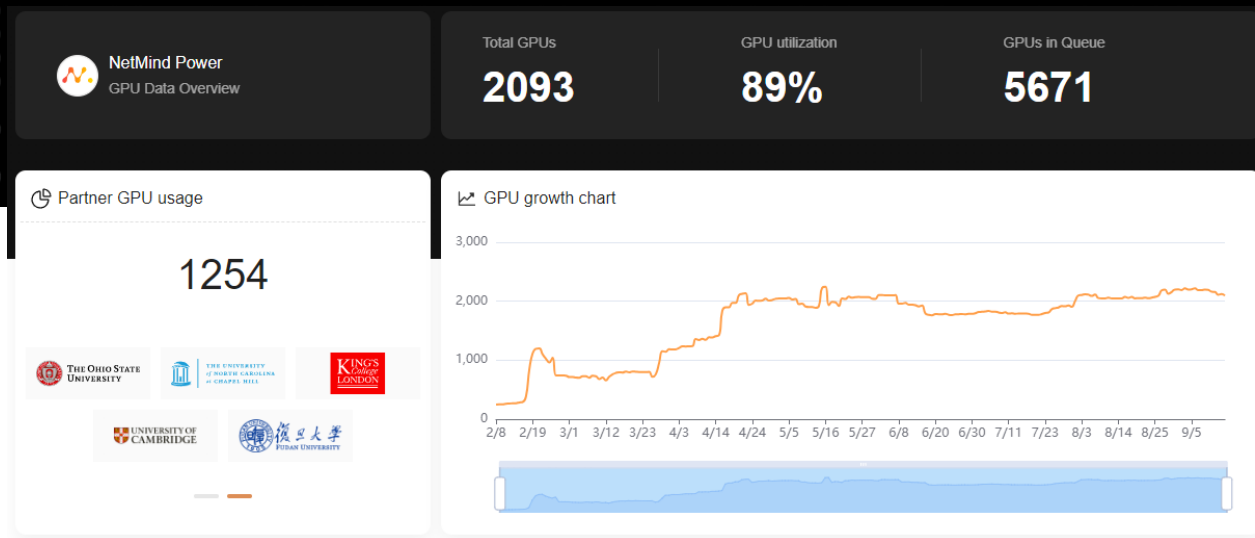 NetMind Power
GPU Data Overview
Total GPUs
2093
GPU utilization
89%
GPUs in Queue
5671
Partner GPU usage
1254
THE OHIO STATE
UNIVERSITY
THE UNIVERSITY
of NORTH CAROLINA
at CHAPEL HILL
KING'S
College
LONDON
UNIVERSITY OF
CAMBRIDGE
復旦大學
FUDAN UNIVERSITY
GPU growth chart
3,000
2,000
1,000
0
2/8 2/19 3/1 3/12 3/23 4/3 4/14 4/24 5/5 5/16 5/27 6/8 6/20 6/30 7/11 7/23 8/3 8/14 8/25 9/5